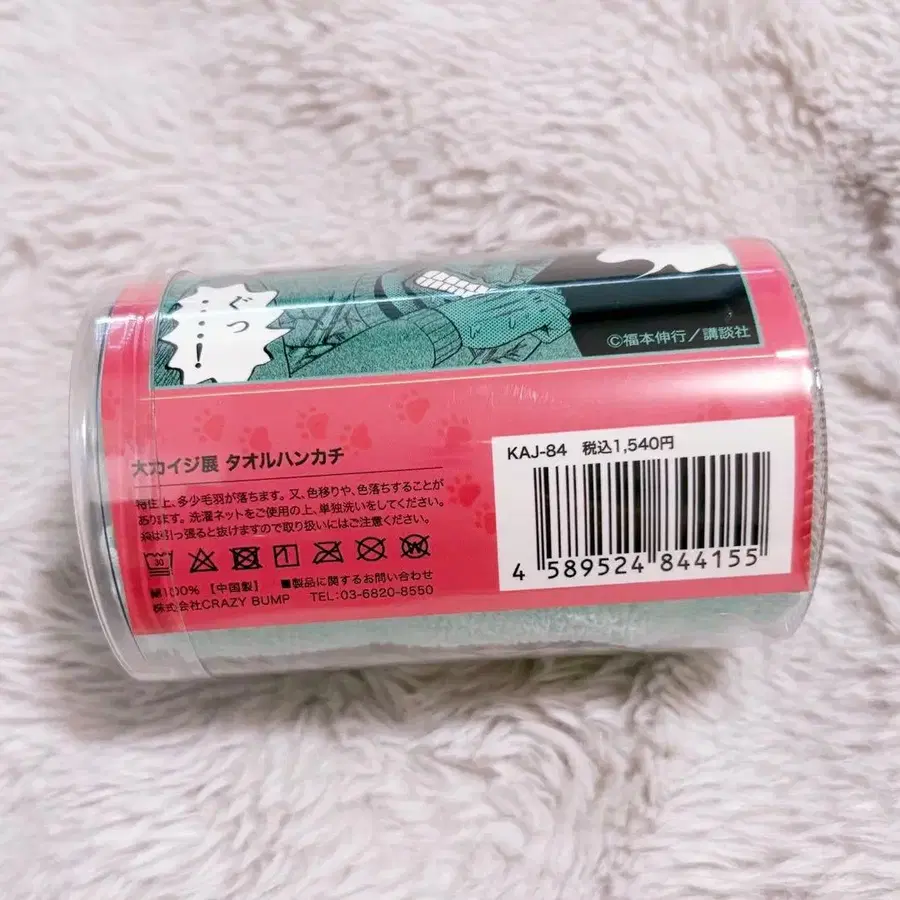 ぐっ
‥‥!
©福本伸行/講談社
KAJ-84 税込1,540円
4 589524 844155
大カイジ展 タオルハンカチ
特性上、多少毛羽が落ちます。又、色移りや、色落ちすることが
あります。洗濯ネットをご使用の上、単独洗いをしてください。
は引っ張ると抜けますので取り扱いにはご注意ください。
30
綿100% 【中国製】 ■製品に関するお問い合わせ
株式会社CRAZY BUMP TEL:03-6820-8550